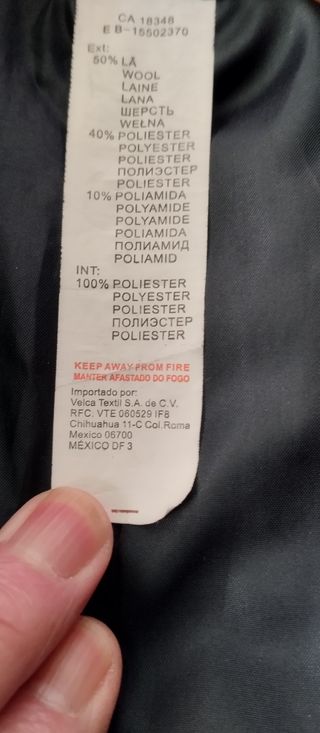 CA 18348
E B-15502370
Ext:
50% LÃ
WOOL
LAINE
LANA
ШЕРСТЬ
WEŁNA
40% POLIESTER
POLYESTER
POLIESTER
ПОЛИЭСТЕР
POLIESTER
10% POLIAMIDA
POLYAMIDE
POLYAMIDE
POLIAMIDA
ПОЛИАМИД
POLIAMID
INT:
100% POLIESTER
POLYESTER
POLIESTER
ПОЛИЭСТЕР
POLIESTER
KEEP AWAY FROM FIRE
MANTER AFASTADO DO FOGO
Importado por:
Velca Textil S.A. de C.V.
RFC. VTE 060529 IF8
Chihuahua 11-C Col.Roma
Mexico 06700
MÉXICO DF 3